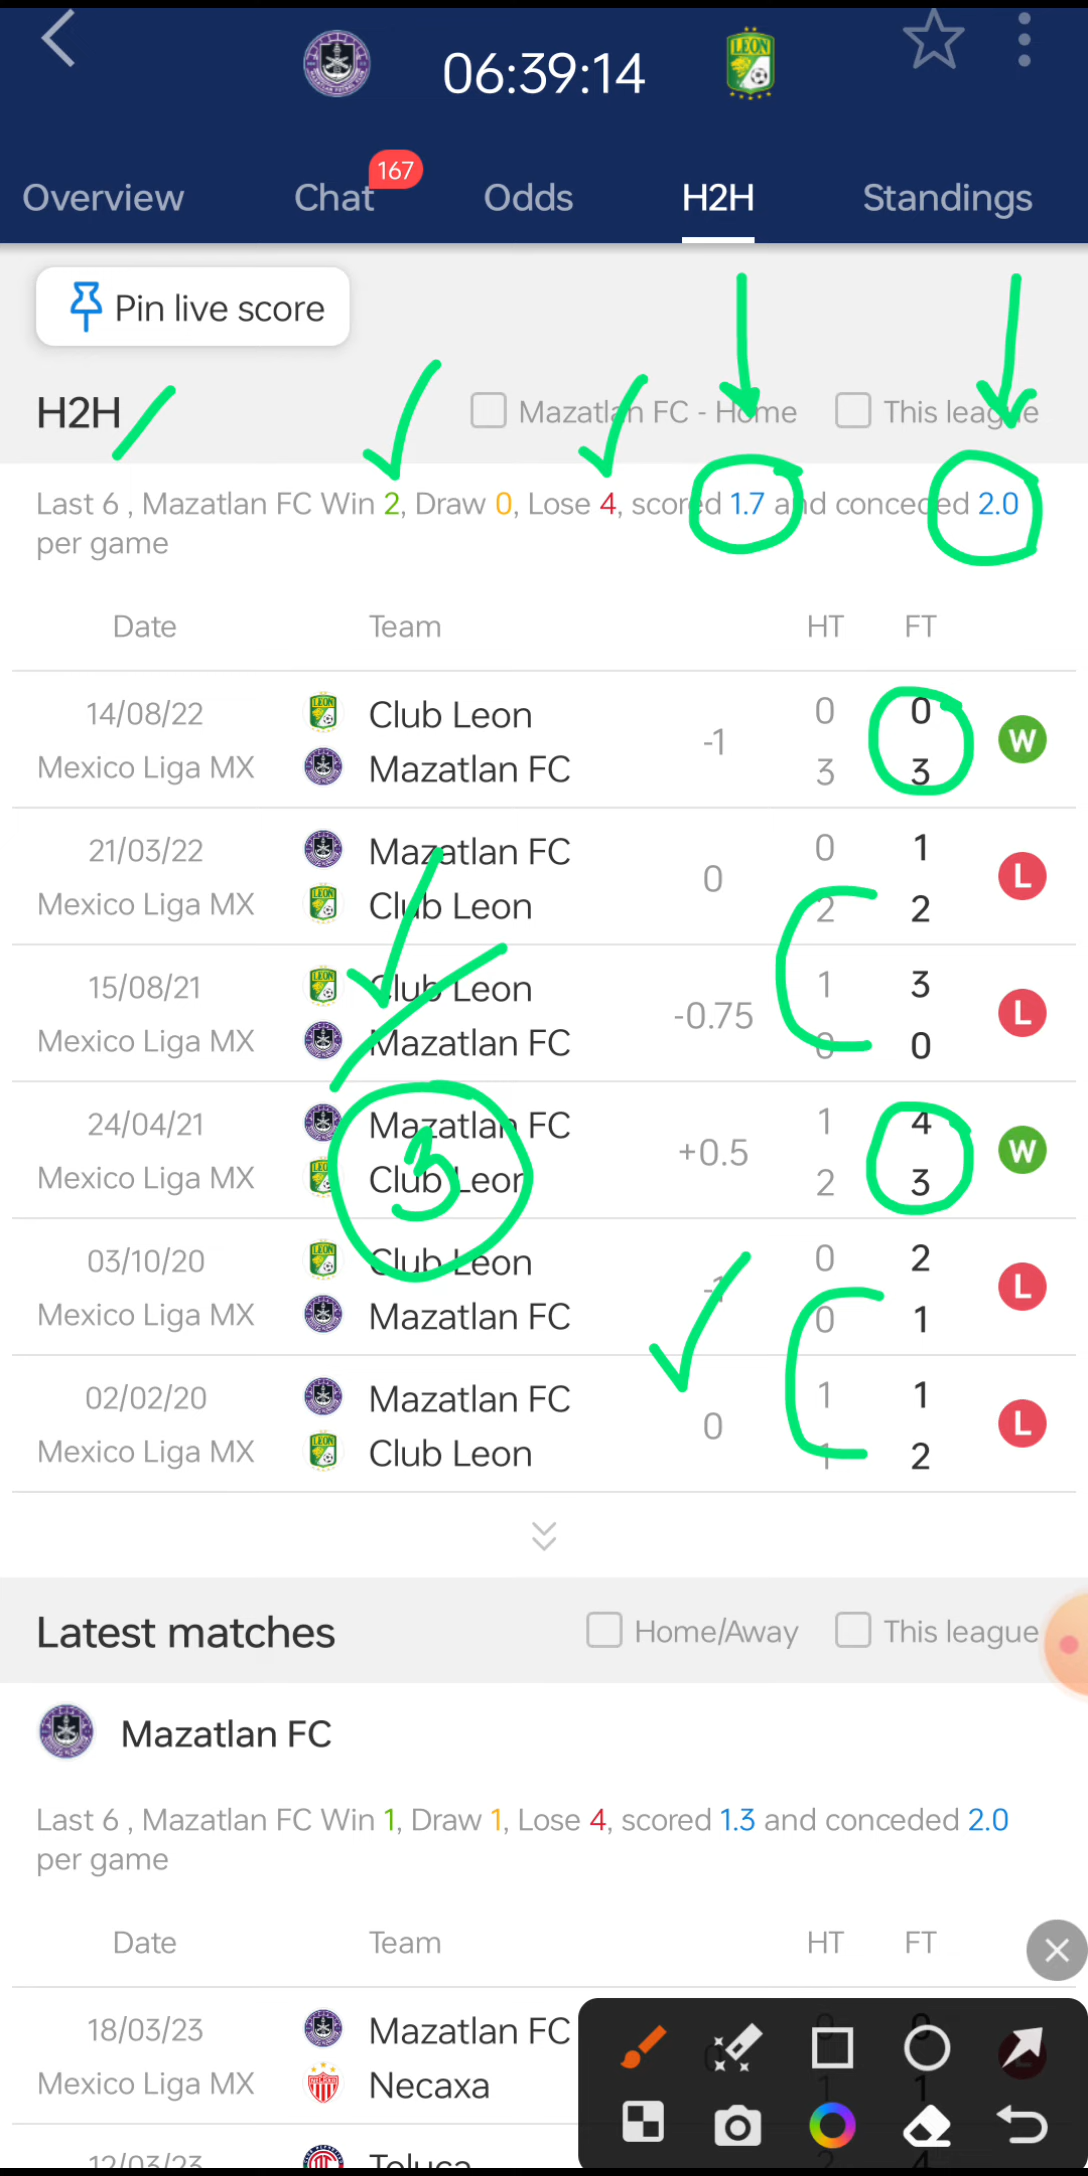 06:39:14
LEON
Overview Chat 167 Odds H2H Standings
Pin live score
H2H Mazatlan FC - Home This league
Last 6 , Mazatlan FC Win 2, Draw 0, Lose 4, scored 1.7 and conceded 2.0
per game
Date Team HT FT
14/08/22 Club Leon 0 0
-1 W
Mexico Liga MX Mazatlan FC 3 3
21/03/22 Mazatlan FC 0 1
0 L
Mexico Liga MX Club Leon 2 2
15/08/21 Club Leon 1 3
-0.75 L
Mexico Liga MX Mazatlan FC 0 0
24/04/21 Mazatlan FC 1 4
3 +0.5 W
Mexico Liga MX Club Leon 2 3
03/10/20 Club Leon 0 2
-1 L
Mexico Liga MX Mazatlan FC 0 1
02/02/20 Mazatlan FC 1 1
0 L
Mexico Liga MX Club Leon 1 2
Latest matches Home/Away This league
Mazatlan FC
Last 6 , Mazatlan FC Win 1, Draw 1, Lose 4, scored 1.3 and conceded 2.0
per game
Date Team HT FT
18/03/23 Mazatlan FC
Mexico Liga MX Necaxa
12/03/23 Toluca